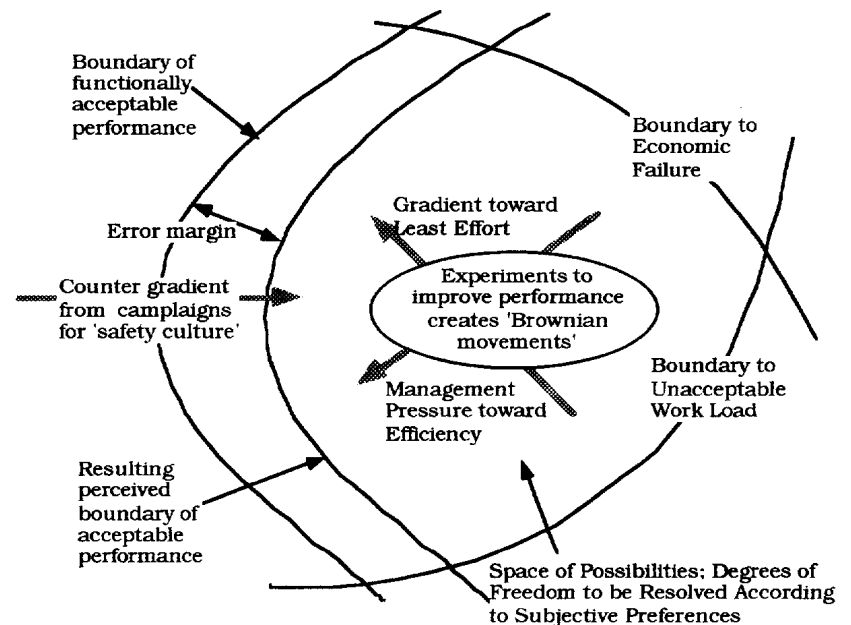 Boundary of
functionally
acceptable
performance
Boundary to
Economic
Failure
Gradient toward
Least Effort
Error margin
Experiments to
improve performance
creates 'Brownian
movements'
Counter gradient
from camplaigns
for 'safety culture'
Boundary to
Unacceptable
Work Load
Management
Pressure toward
Efficiency
Resulting
perceived
boundary of
acceptable
performance
Space of Possibilities; Degrees of
Freedom to be Resolved According
to Subjective Preferences